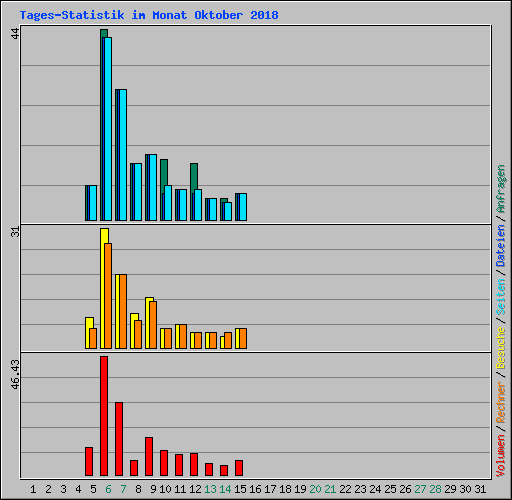 Tages-Statistik im Monat Oktober 2018
44
31
46.43
Volumen / Rechner / Besuche / Seiten / Dateien / Anfragen
1 2 3 4 5 6 7 8 9 10 11 12 13 14 15 16 17 18 19 20 21 22 23 24 25 26 27 28 29 30 31